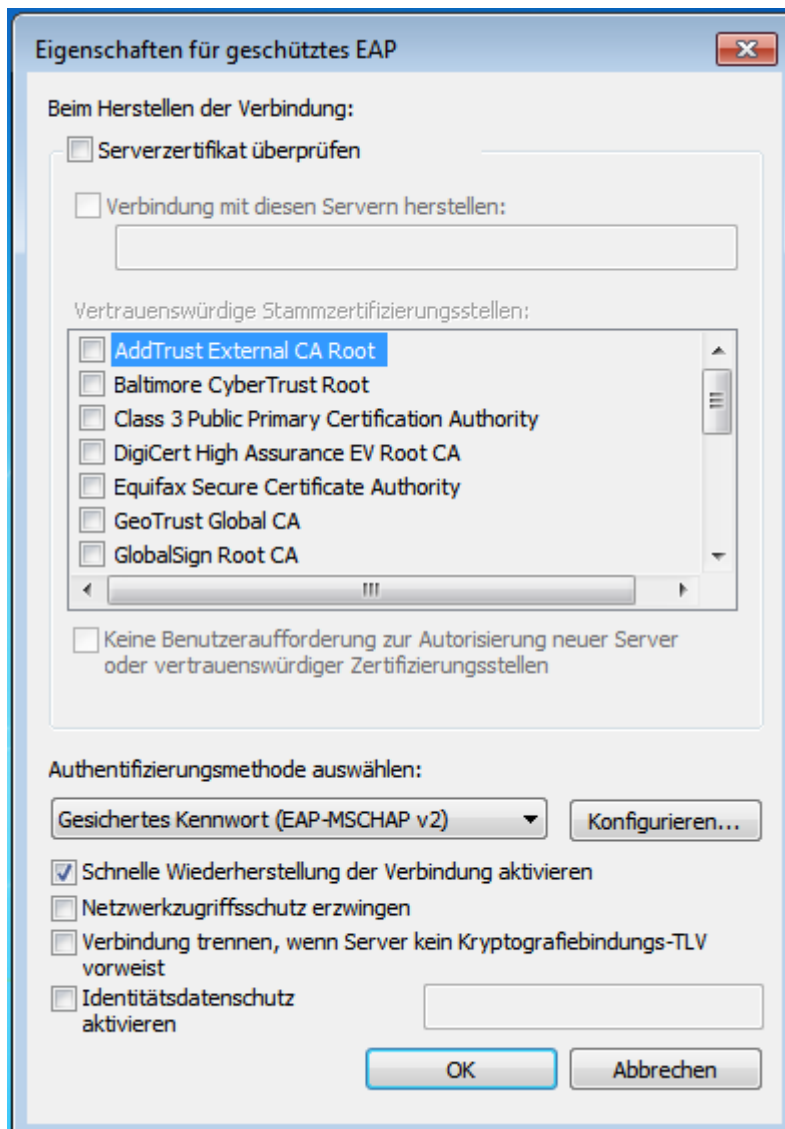 Eigenschaften für geschütztes EAP
Beim Herstellen der Verbindung:
Serverzertifikat überprüfen
Verbindung mit diesen Servern herstellen:
Vertrauenswürdige Stammzertifizierungsstellen:
AddTrust External CA Root
Baltimore CyberTrust Root
Class 3 Public Primary Certification Authority
DigiCert High Assurance EV Root CA
Equifax Secure Certificate Authority
GeoTrust Global CA
GlobalSign Root CA
Keine Benutzeraufforderung zur Autorisierung neuer Server
oder vertrauenswürdiger Zertifizierungsstellen
Authentifizierungsmethode auswählen:
Gesichertes Kennwort (EAP-MSCHAP v2)
Konfigurieren...
Schnelle Wiederherstellung der Verbindung aktivieren
Netzwerkzugriffsschutz erzwingen
Verbindung trennen, wenn Server kein Kryptografiebindungs-TLV
vorweist
Identitätsdatenschutz
aktivieren
OK
Abbrechen